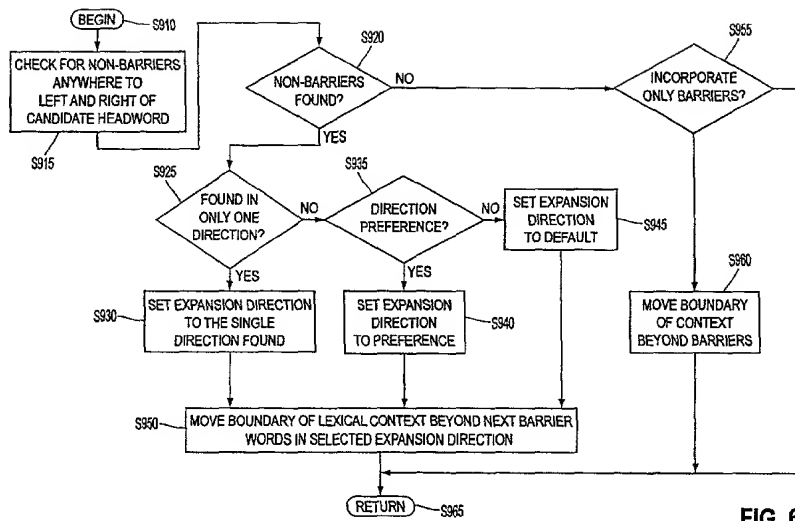 BEGIN
S910
CHECK FOR NON-BARRIERS
ANYWHERE TO
LEFT AND RIGHT OF
CANDIDATE HEADWORD
S915
S920
NON-BARRIERS
FOUND?
NO
YES
S955
INCORPORATE
ONLY BARRIERS?
S925
FOUND IN
ONLY ONE
DIRECTION?
NO
YES
S935
DIRECTION
PREFERENCE?
NO
YES
SET EXPANSION
DIRECTION
TO DEFAULT
S945
S930
SET EXPANSION DIRECTION
TO THE SINGLE
DIRECTION FOUND
SET EXPANSION
DIRECTION
TO PREFERENCE
S940
S960
MOVE BOUNDARY
OF CONTEXT
BEYOND BARRIERS
S950
MOVE BOUNDARY OF LEXICAL CONTEXT BEYOND NEXT BARRIER
WORDS IN SELECTED EXPANSION DIRECTION
RETURN
S965
FIG. 6